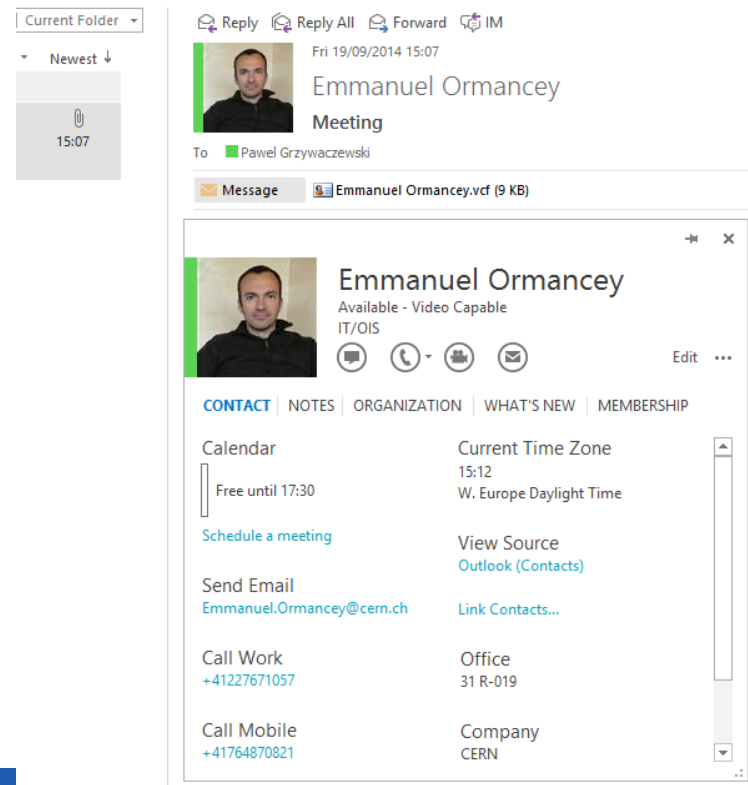 Current Folder
Reply Reply All Forward IM
Newest ↓
15:07
Fri 19/09/2014 15:07
Emmanuel Ormancey
Meeting
To Pawel Grzywaczewski
Message Emmanuel Ormancey.vcf (9 KB)
Emmanuel Ormancey
Available - Video Capable
IT/OIS
Edit •••
CONTACT NOTES ORGANIZATION WHAT'S NEW MEMBERSHIP
Calendar
Free until 17:30
Schedule a meeting
Send Email
Emmanuel.Ormancey@cern.ch
Call Work
+41227671057
Call Mobile
+41764870821
Current Time Zone
15:12
W. Europe Daylight Time
View Source
Outlook (Contacts)
Link Contacts...
Office
31 R-019
Company
CERN